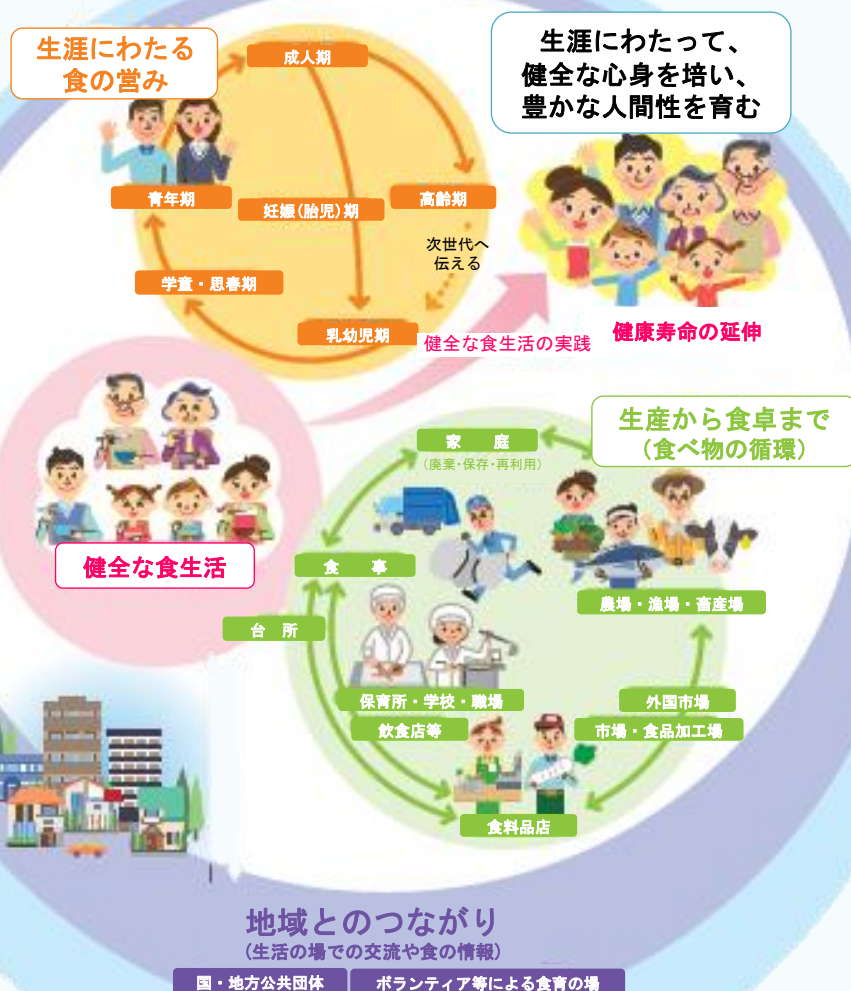 生涯にわたる
食の営み
成人期
青年期
妊娠（胎児）期
高齢期
次世代へ
伝える
学童・思春期
乳幼児期
生涯にわたって、
健全な心身を培い、
豊かな人間性を育む
健全な食生活の実践
健康寿命の延伸
健全な食生活
生産から食卓まで
（食べ物の循環）
家　庭
（廃棄・保存・再利用）
食　事
台　所
農場・漁場・畜産場
保育所・学校・職場
飲食店等
外国市場
市場・食品加工場
食料品店
地域とのつながり
（生活の場での交流や食の情報）
国・地方公共団体
ボランティア等による食育の場